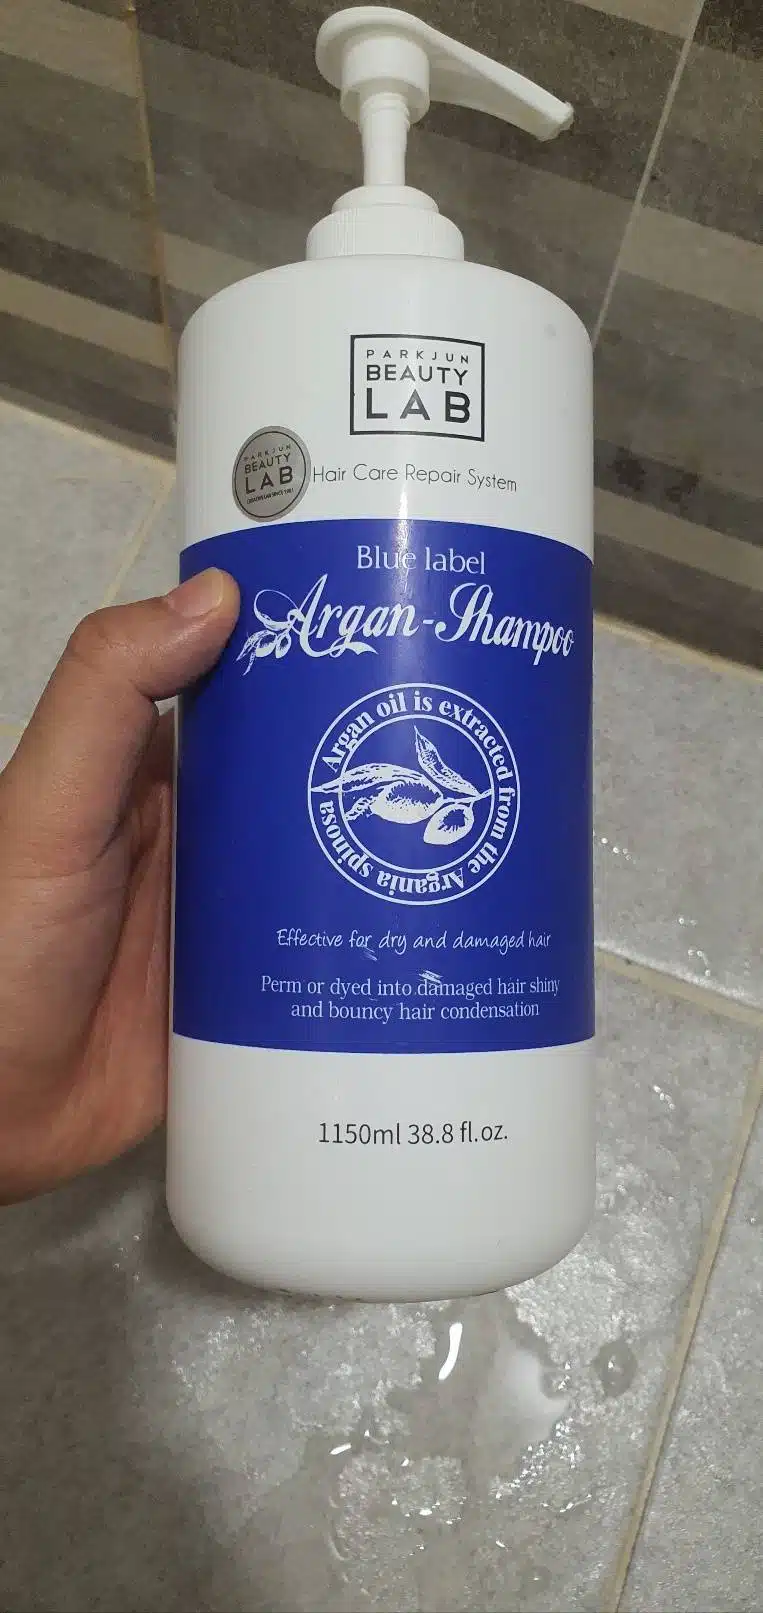 PARKJUN
BEAUTY
LAB
PARKJUN
BEAUTY
LAB
Hair Care Repair System
Blue label
Argan-Shampoo
Argan oil is extracted from the Argania spinosa
Effective for dry and damaged hair
Perm or dyed into damaged hair shiny
and bouncy hair condensation
1150ml 38.8 fl.oz.